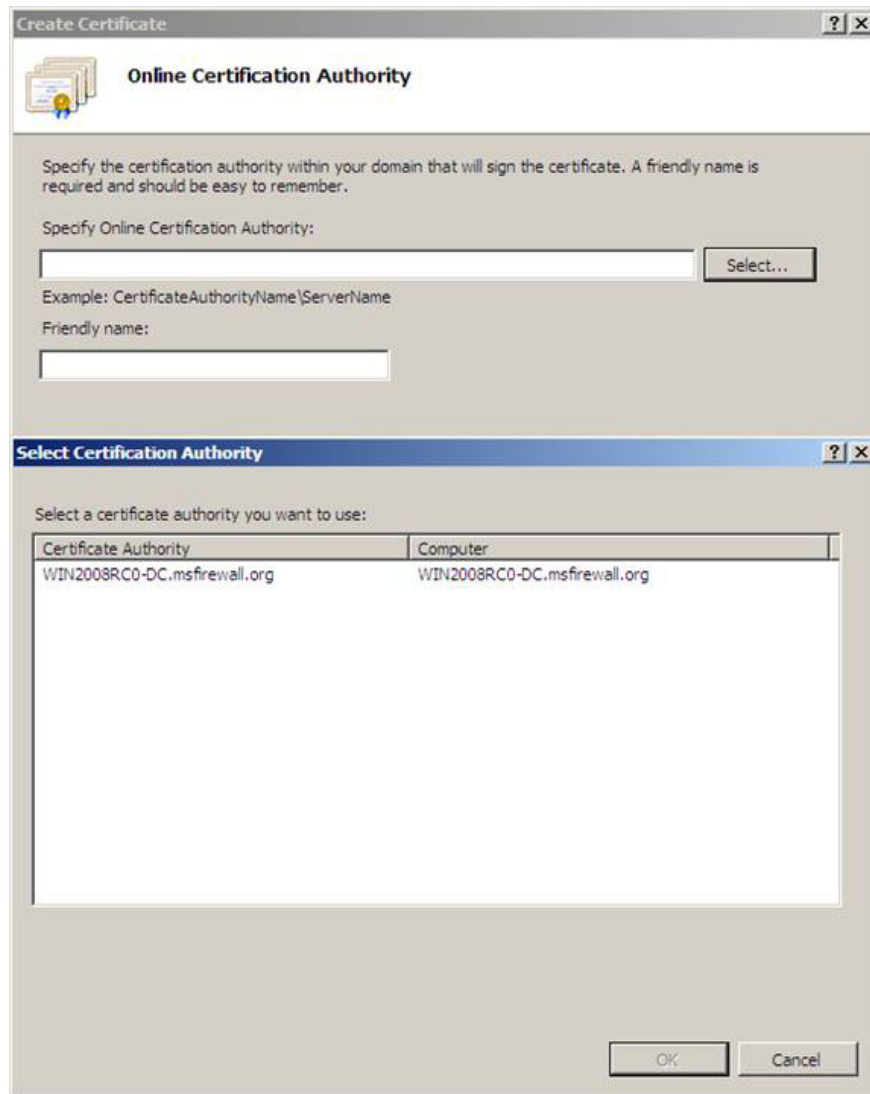 Create Certificate
Online Certification Authority
Specify the certification authority within your domain that will sign the certificate. A friendly name is
required and should be easy to remember.
Specify Online Certification Authority:
Select...
Example: CertificateAuthorityName\ServerName
Friendly name:
Select Certification Authority
Select a certificate authority you want to use:
Certificate Authority Computer
WIN2008RC0-DC.msfirewall.org WIN2008RC0-DC.msfirewall.org
OK Cancel